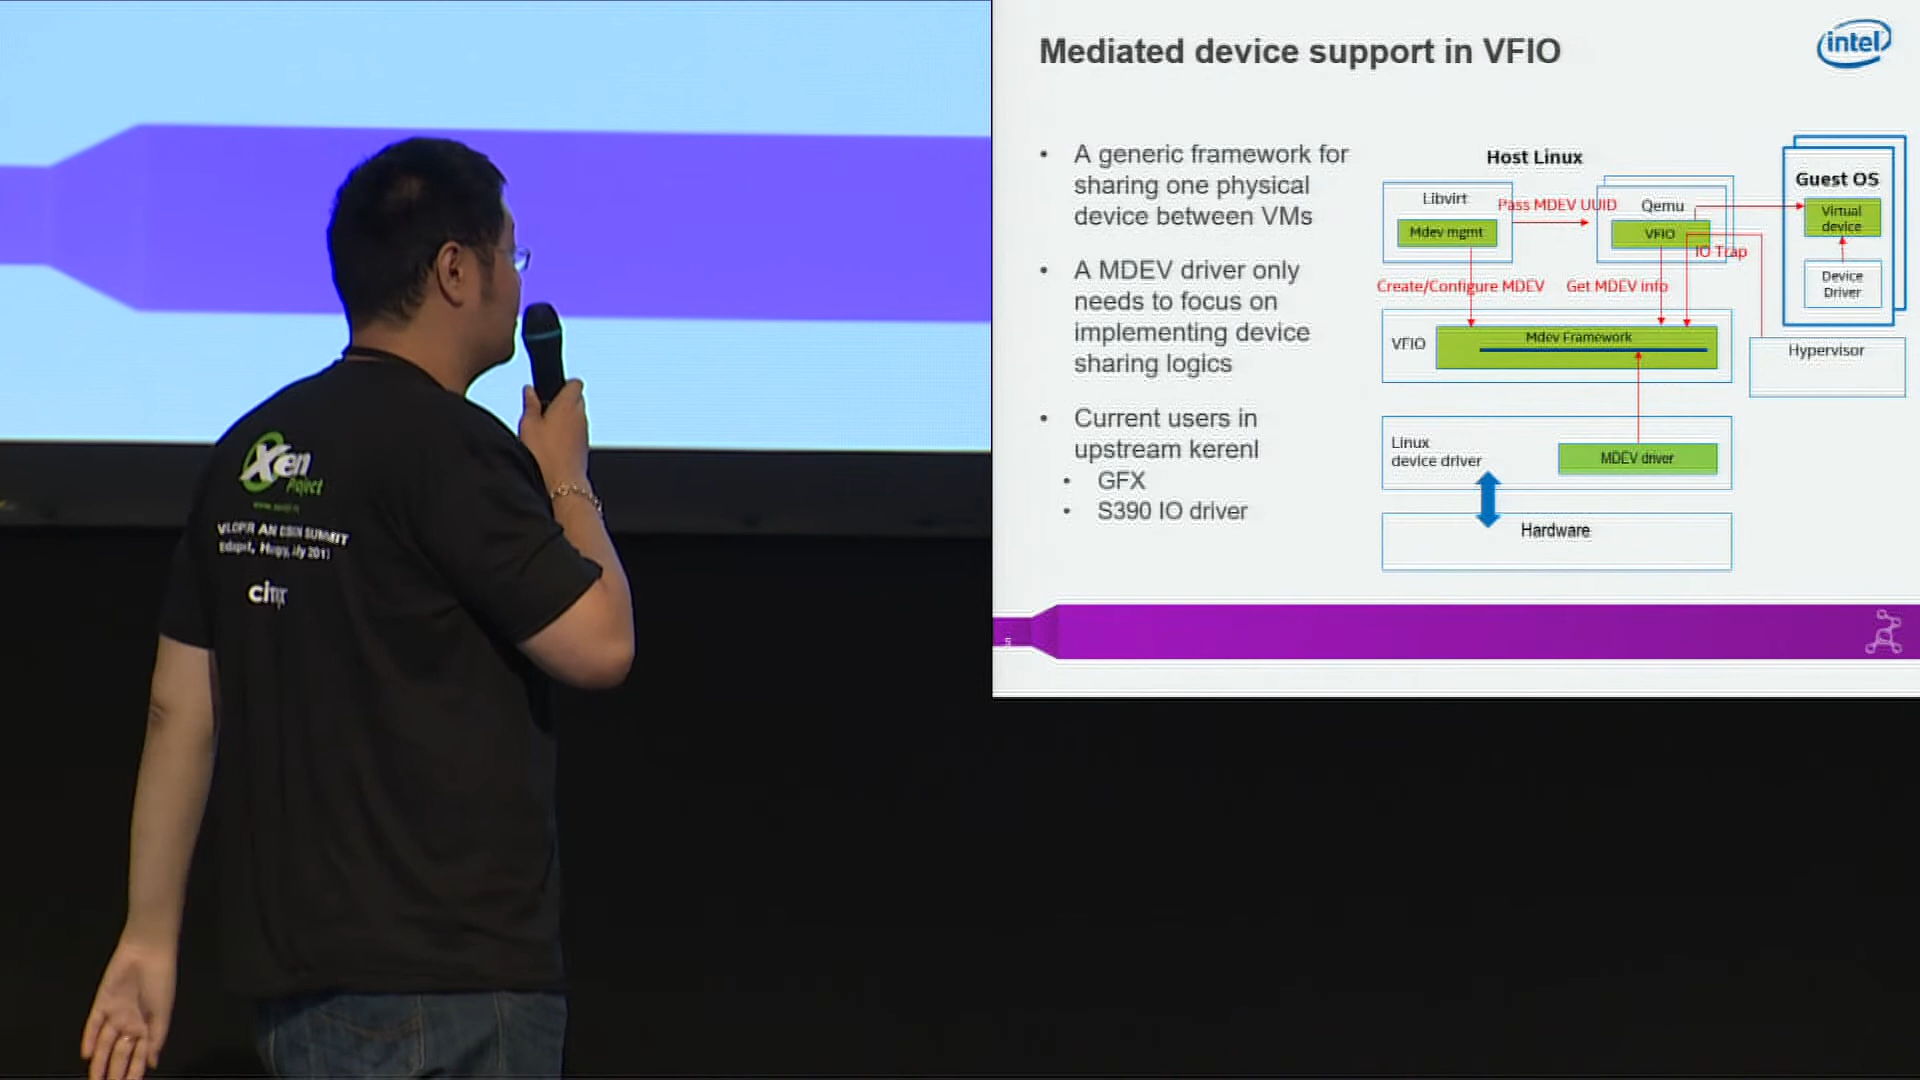 Mediated device support in VFIO
intel
A generic framework for
sharing one physical
device between VMs
A MDEV driver only
needs to focus on
implementing device
sharing logics
Current users in
upstream kerenl
GFX
S390 IO driver
Host Linux
Libvirt
Mdev mgmt
Pass MDEV UUID
Qemu
VFIO
IO Trap
Guest OS
Virtual
device
Device
Driver
Create/Configure MDEV
Get MDEV info
VFIO
Mdev Framework
Hypervisor
Linux
device driver
MDEV driver
Hardware
5
Xen
Project
SUMMIT
citrix